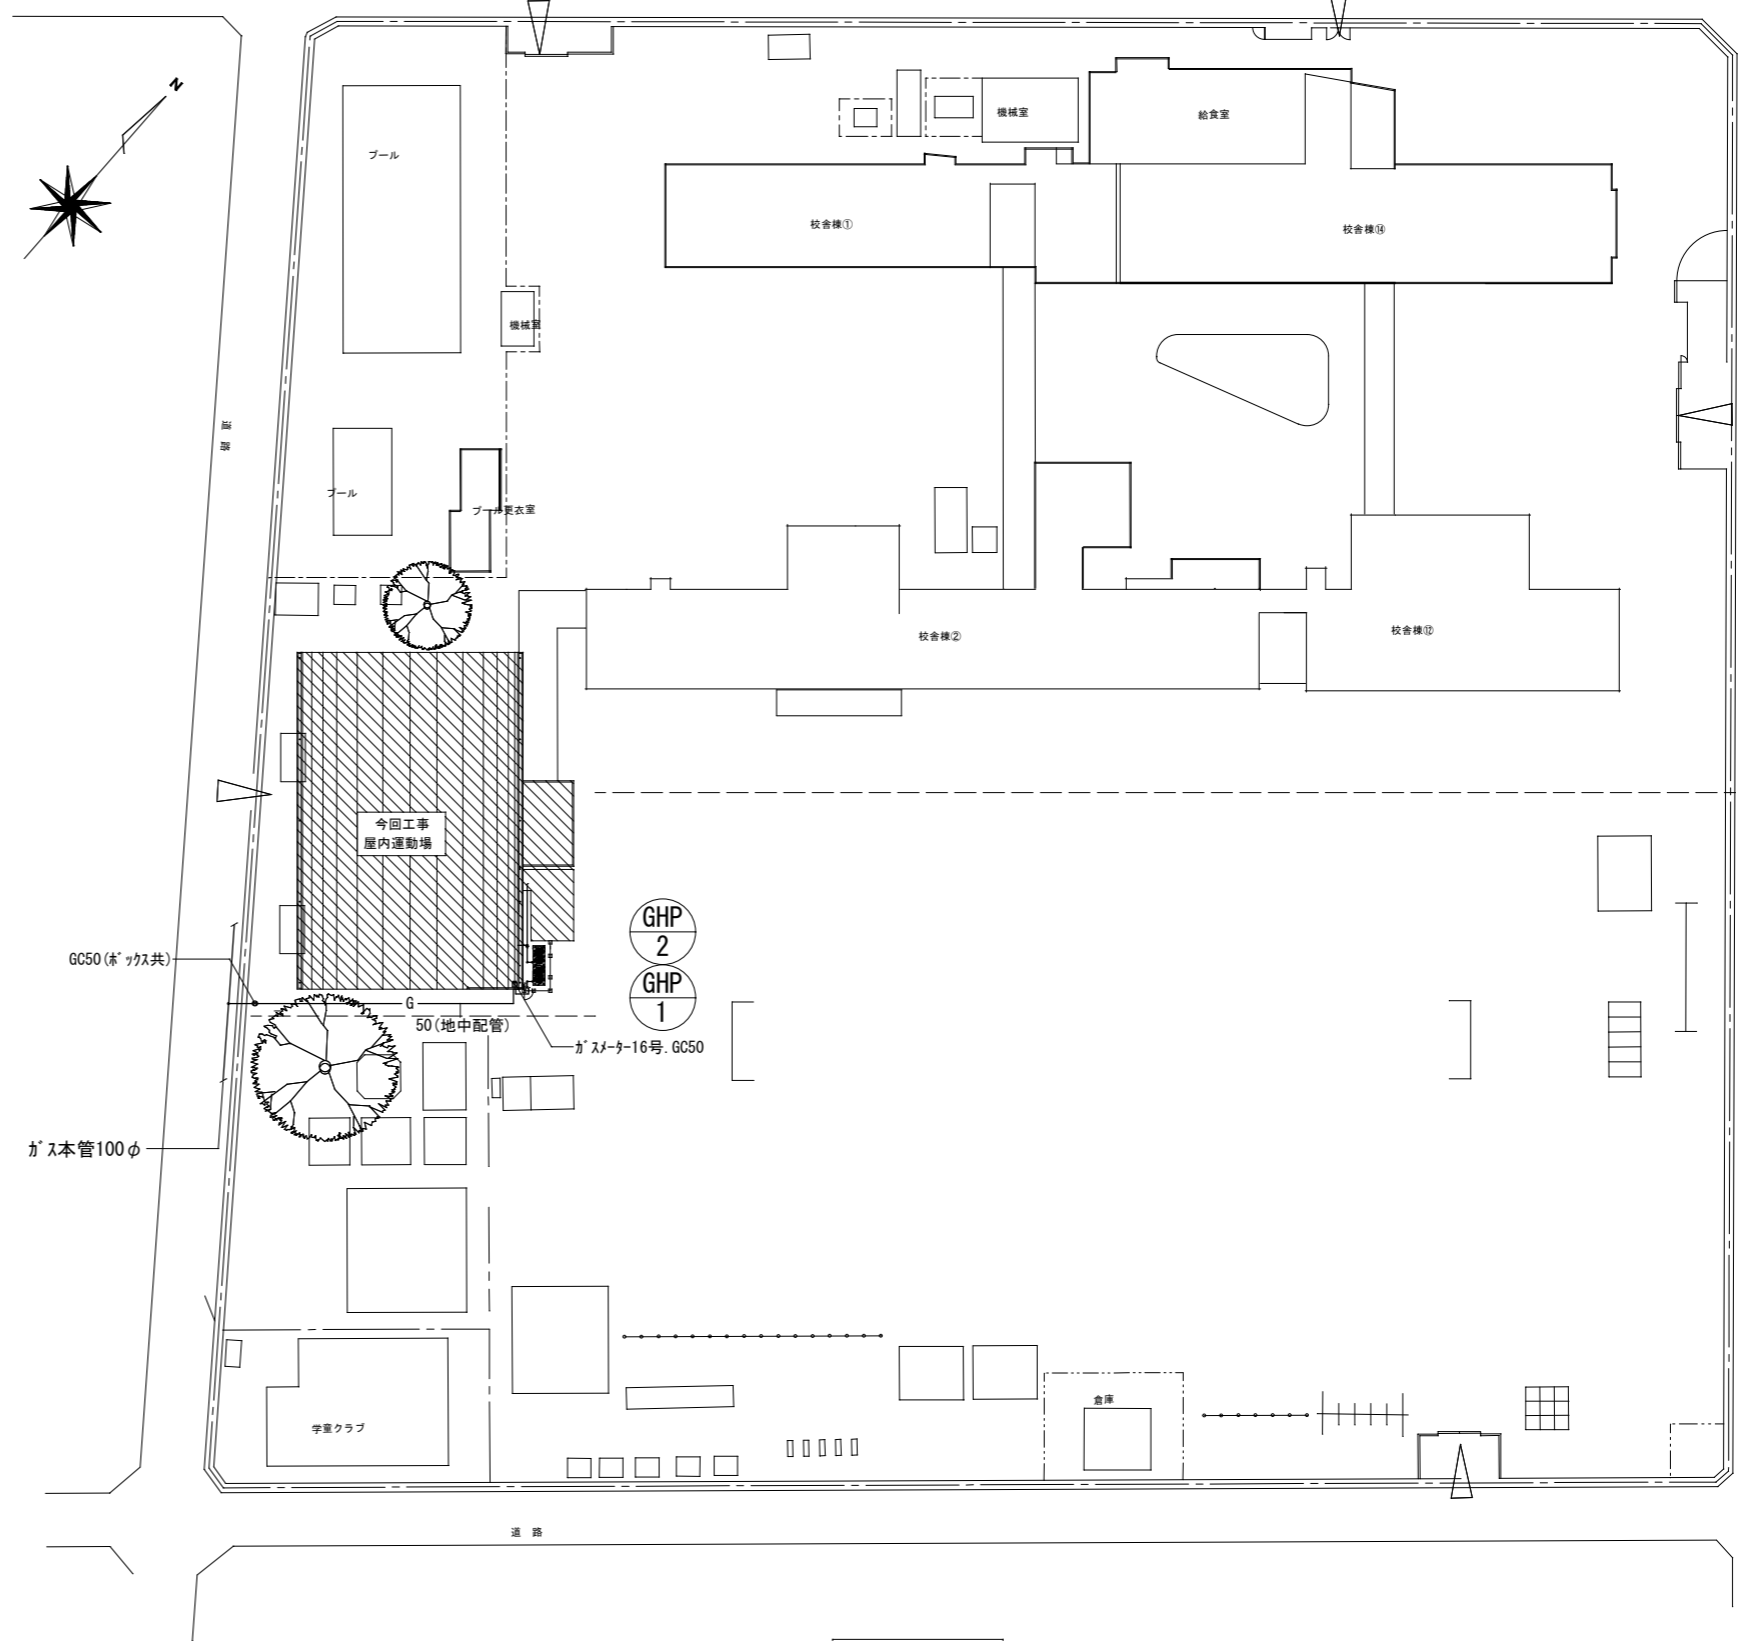 N
プール
機械室
給食室
校舎棟①
校舎棟⑭
機械室
道路
プール
プール更衣室
校舎棟②
校舎棟⑫
今回工事
屋内運動場
GHP
2
GHP
1
GC50(ﾎﾞｯｸｽ共)
G
50(地中配管)
ｶﾞｽﾒｰﾀｰ16号.GC50
ｶﾞｽ本管100φ
倉庫
学童クラブ
道 路